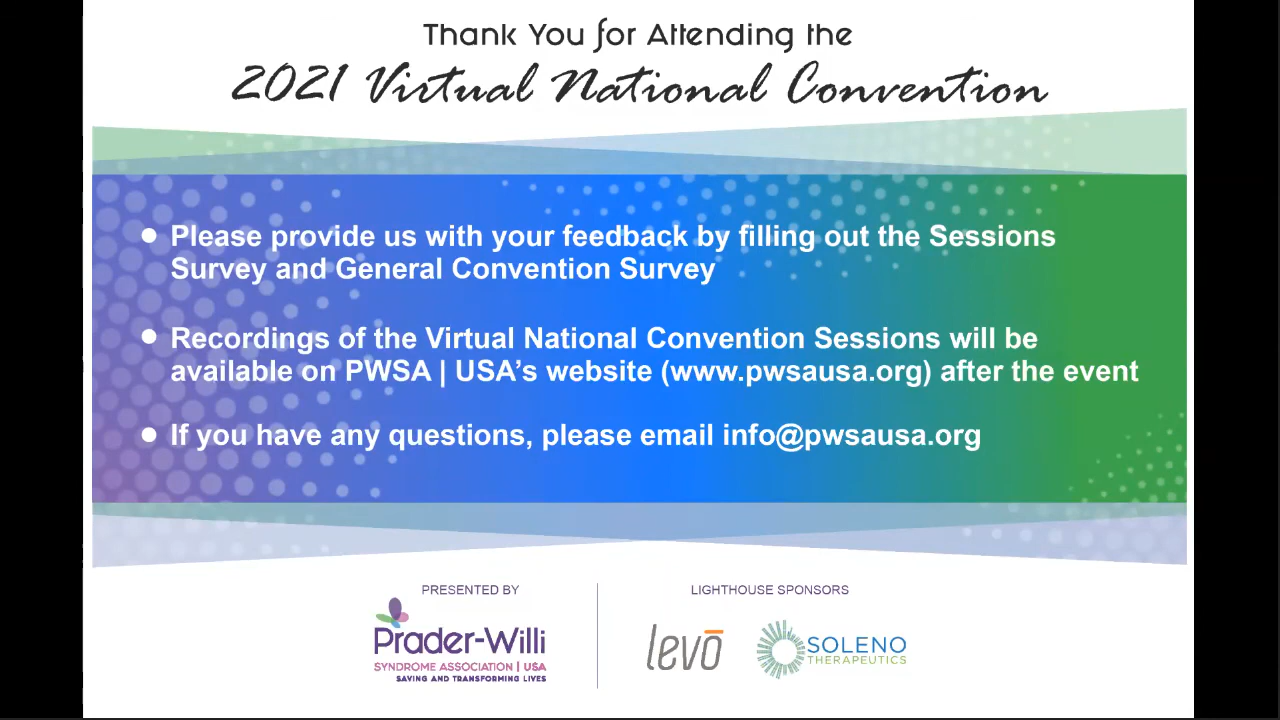 Thank You for Attending the
2021 Virtual National Convention
• Please provide us with your feedback by filling out the Sessions
Survey and General Convention Survey
• Recordings of the Virtual National Convention Sessions will be
available on PWSA | USA’s website (www.pwsausa.org) after the event
• If you have any questions, please email info@pwsausa.org
PRESENTED BY
Prader-Willi
SYNDROME ASSOCIATION | USA
SAVING AND TRANSFORMING LIVES
LIGHTHOUSE SPONSORS
levō
SOLENO
THERAPEUTICS